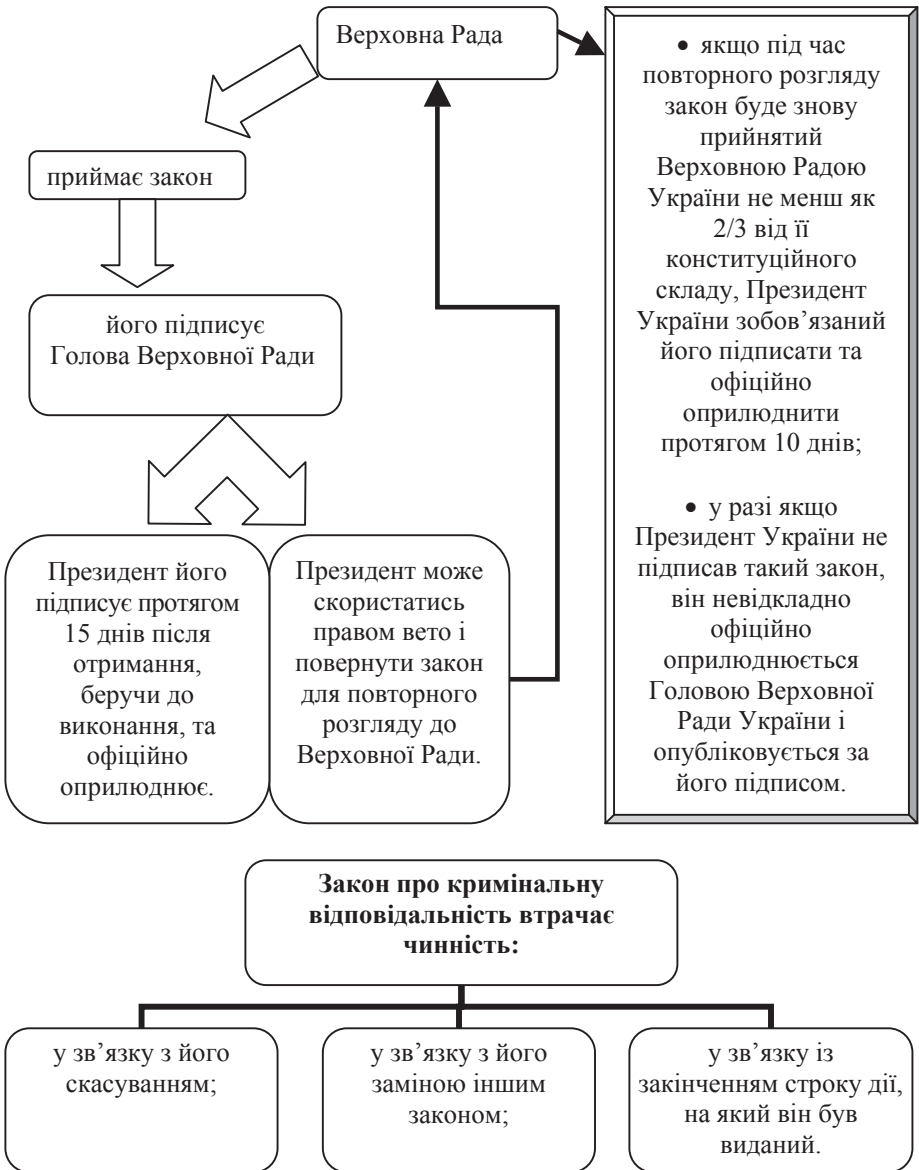 Верховна Рада
приймає закон
його підписує
Голова Верховної Ради
Президент його
підписує протягом
15 днів після
отримання,
беручи до
виконання, та
офіційно
оприлюднює.
Президент може
скористатись
правом вето і
повернути закон
для повторного
розгляду до
Верховної Ради.
• якщо під час
повторного розгляду
закон буде знову
прийнятий
Верховною Радою
України не менш як
2/3 від її
конституційного
складу, Президент
України зобов’язаний
його підписати та
офіційно
оприлюднити
протягом 10 днів;
• у разі якщо
Президент України не
підписав такий закон,
він невідкладно
офіційно
оприлюднюється
Головою Верховної
Ради України і
опубліковується за
його підписом.
Закон про кримінальну
відповідальність втрачає
чинність:
у зв’язку з його
скасуванням;
у зв’язку з його
заміною іншим
законом;
у зв’язку із
закінченням строку дії,
на який він був
виданий.